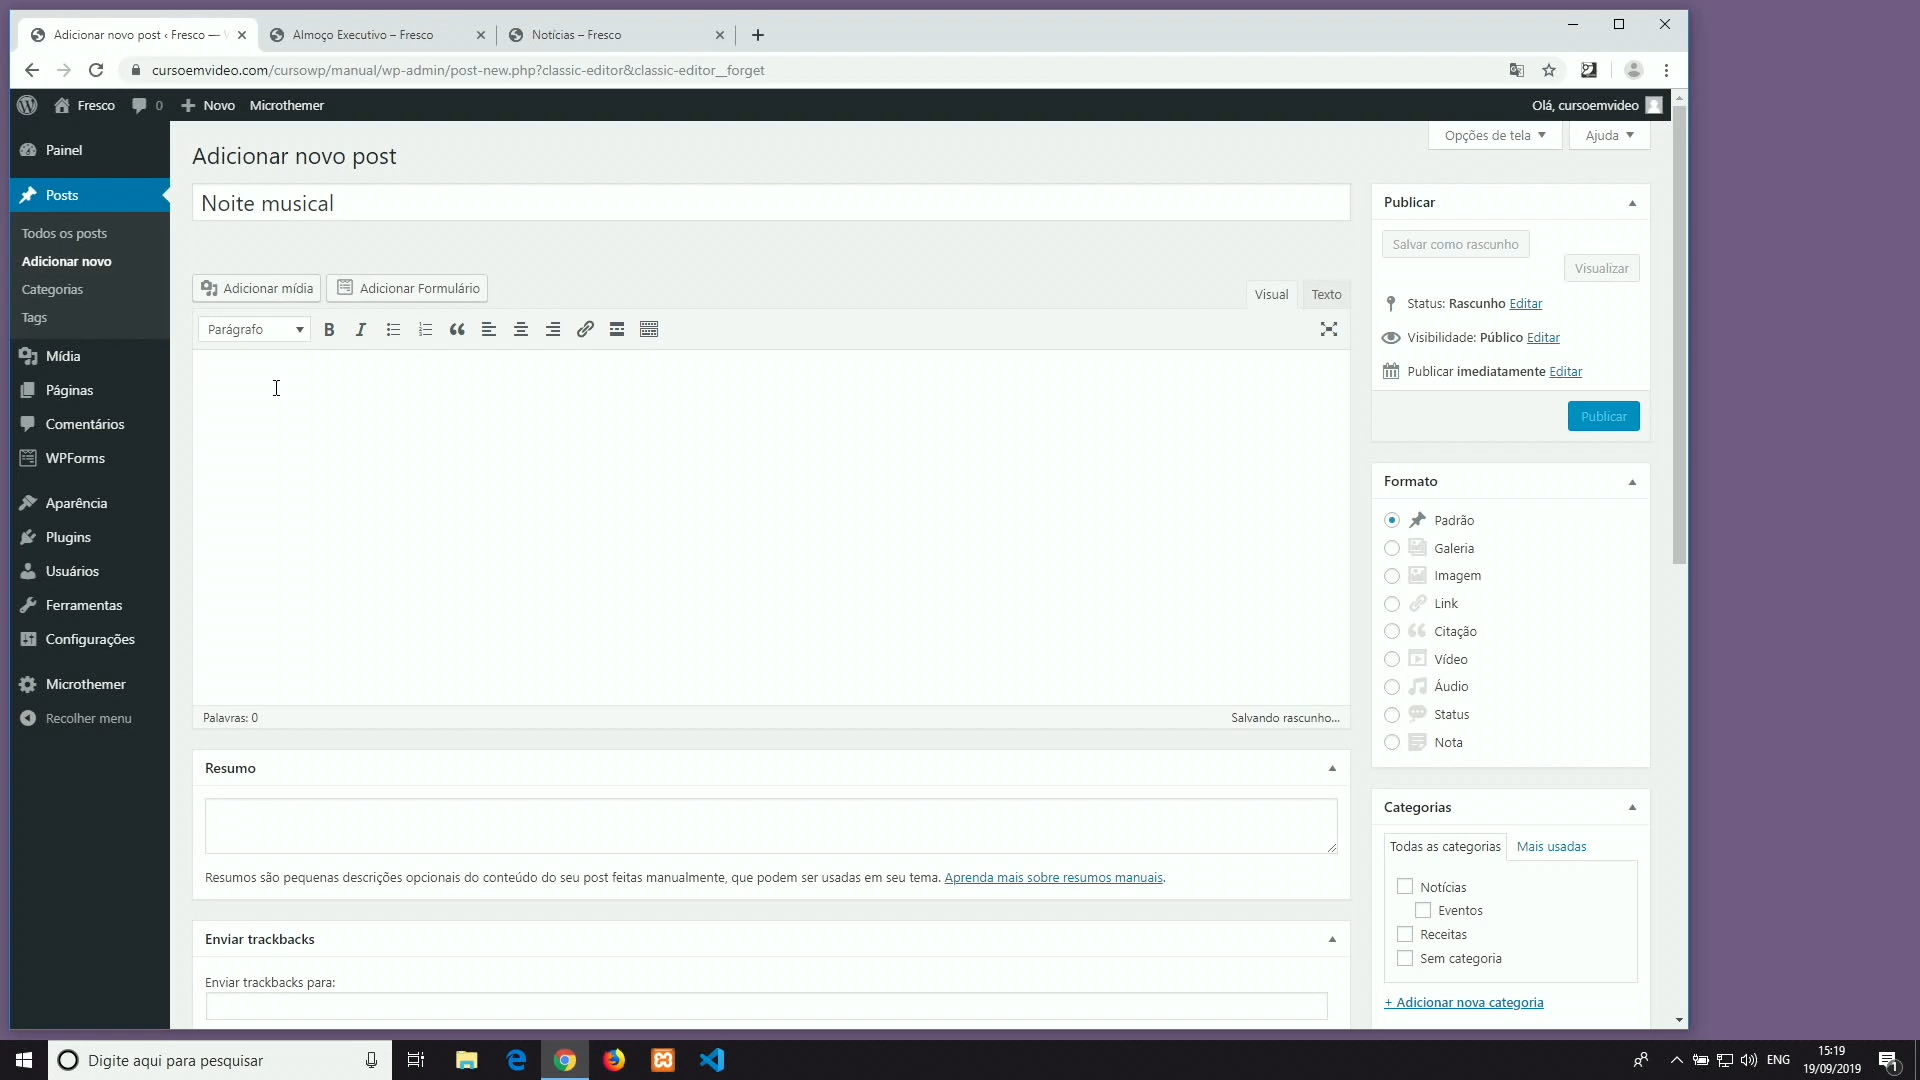 Adicionar novo post ‹ Fresco —
Almoço Executivo – Fresco
Notícias – Fresco
cursoemvideo.com/cursowp/manual/wp-admin/post-new.php?classic-editor&classic-editor__forget
Fresco
0
Novo
Microthemer
Olá, cursoemvideo
Opções de tela
Ajuda
Painel
Posts
Todos os posts
Adicionar novo
Categorias
Tags
Mídia
Páginas
Comentários
WPForms
Aparência
Plugins
Usuários
Ferramentas
Configurações
Microthemer
Recolher menu
Adicionar novo post
Noite musical
Adicionar mídia
Adicionar Formulário
Visual
Texto
Parágrafo
B
I
Palavras: 0
Salvando rascunho...
Resumo
Resumos são pequenas descrições opcionais do conteúdo do seu post feitas manualmente, que podem ser usadas em seu tema. Aprenda mais sobre resumos manuais.
Enviar trackbacks
Enviar trackbacks para:
Publicar
Salvar como rascunho
Visualizar
Status: Rascunho Editar
Visibilidade: Público Editar
Publicar imediatamente Editar
Publicar
Formato
Padrão
Galeria
Imagem
Link
Citação
Vídeo
Áudio
Status
Nota
Categorias
Todas as categorias
Mais usadas
Notícias
Eventos
Receitas
Sem categoria
+ Adicionar nova categoria
Digite aqui para pesquisar
ENG
15:19
19/09/2019
1